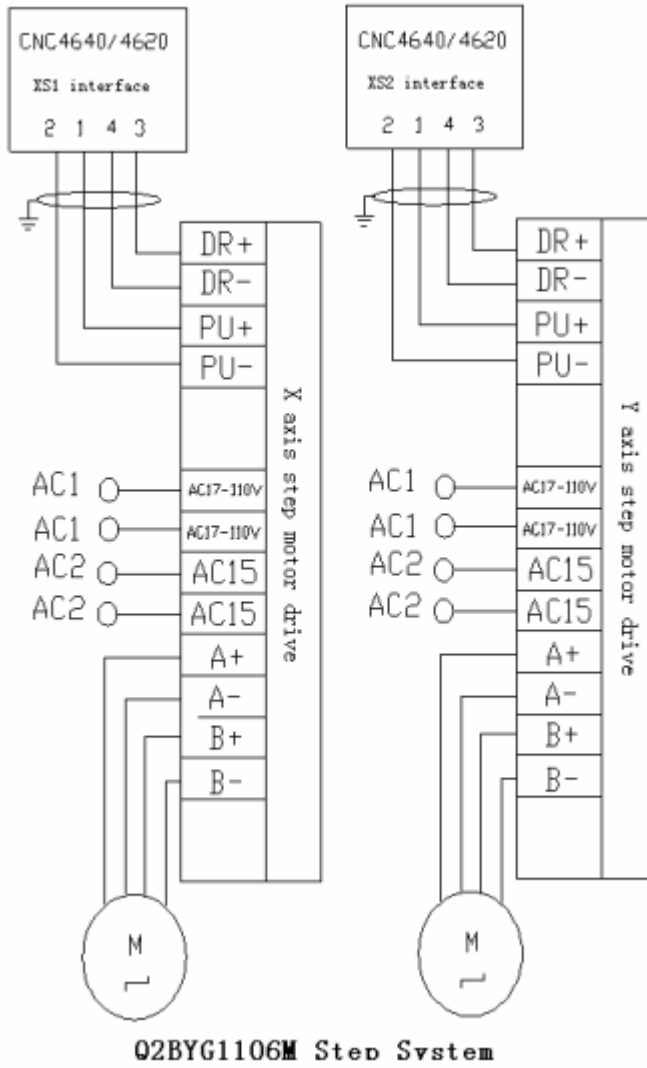 CNC4640/4620
XS1 interface
2 1 4 3
DR+
DR-
PU+
PU-
AC1 AC17-110V
AC1 AC17-110V
AC2 AC15
AC2 AC15
A+
A-
B+
B-
X axis step motor drive
M
CNC4640/4620
XS2 interface
2 1 4 3
DR+
DR-
PU+
PU-
AC1 AC17-110V
AC1 AC17-110V
AC2 AC15
AC2 AC15
A+
A-
B+
B-
Y axis step motor drive
M
Q2BYG1106M Step System